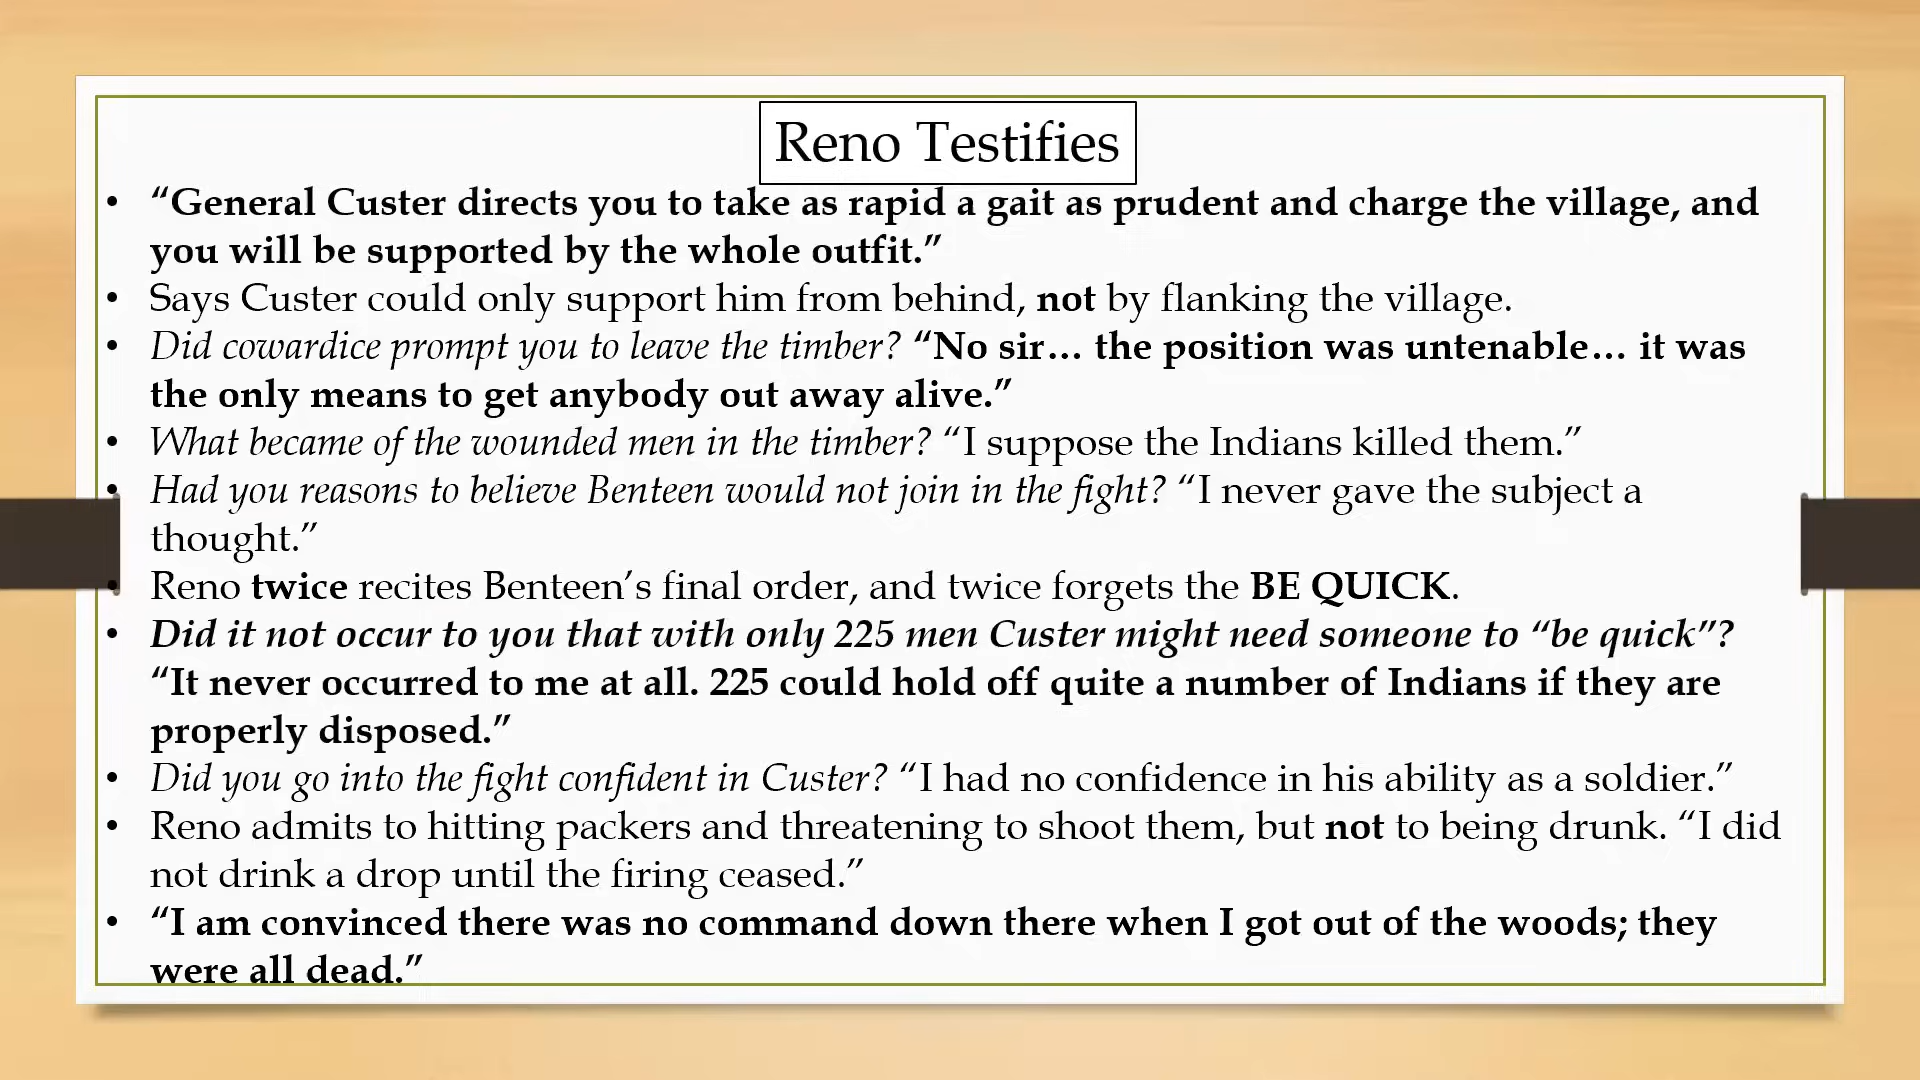 Reno Testifies
• “General Custer directs you to take as rapid a gait as prudent and charge the village, and
you will be supported by the whole outfit.”
• Says Custer could only support him from behind, not by flanking the village.
• Did cowardice prompt you to leave the timber? “No sir… the position was untenable… it was
the only means to get anybody out away alive.”
• What became of the wounded men in the timber? “I suppose the Indians killed them.”
• Had you reasons to believe Benteen would not join in the fight? “I never gave the subject a
thought.”
• Reno twice recites Benteen’s final order, and twice forgets the BE QUICK.
• Did it not occur to you that with only 225 men Custer might need someone to “be quick”?
“It never occurred to me at all. 225 could hold off quite a number of Indians if they are
properly disposed.”
• Did you go into the fight confident in Custer? “I had no confidence in his ability as a soldier.”
• Reno admits to hitting packers and threatening to shoot them, but not to being drunk. “I did
not drink a drop until the firing ceased.”
• “I am convinced there was no command down there when I got out of the woods; they
were all dead.”